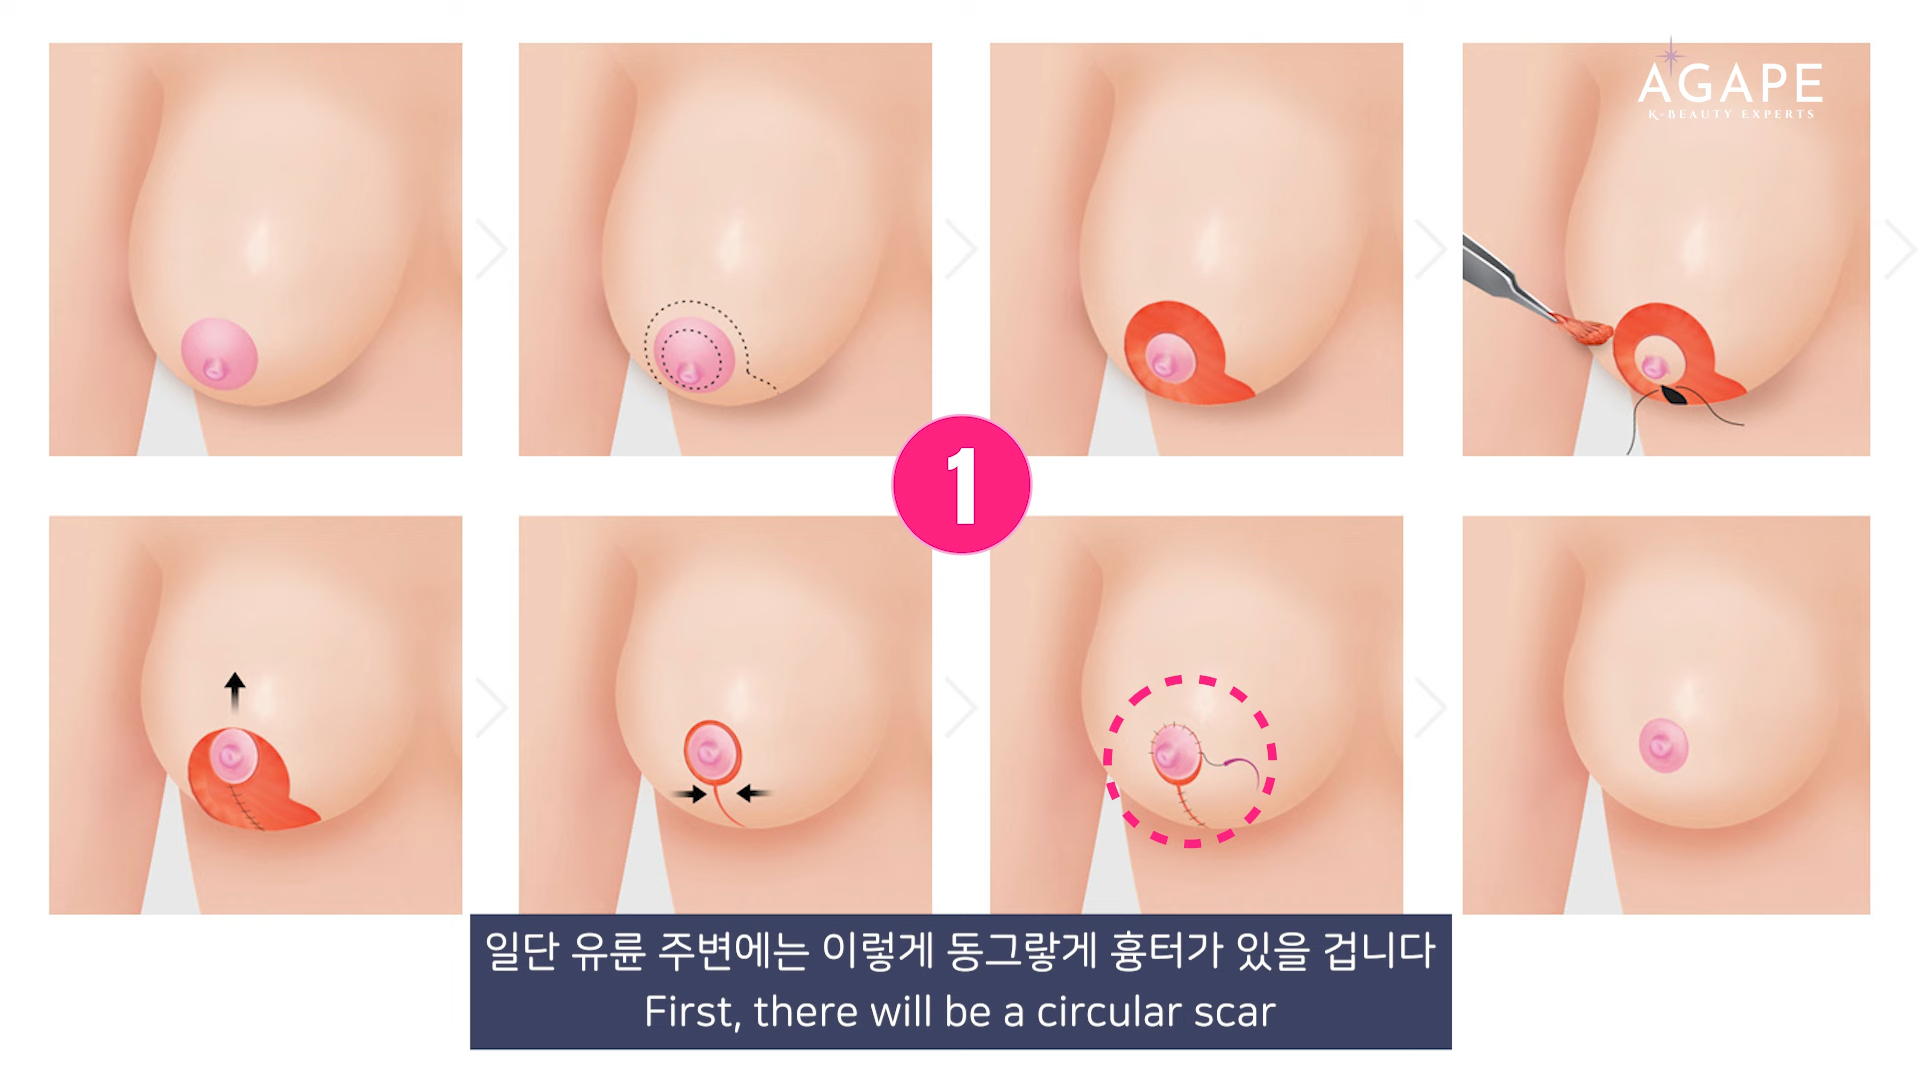 AGAPE
K-BEAUTY EXPERTS
1
일단 유륜 주변에는 이렇게 동그랗게 흉터가 있을 겁니다
First, there will be a circular scar